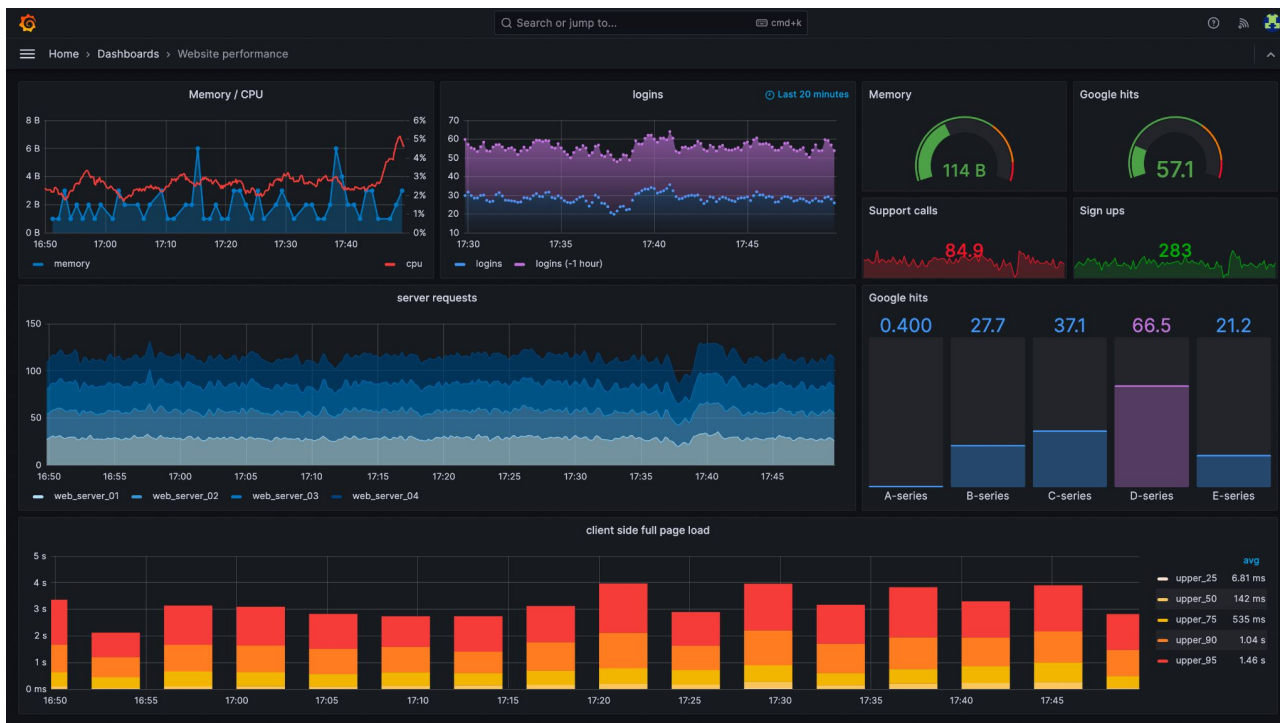 Search or jump to... cmd+k
Home › Dashboards › Website performance
Memory / CPU
8 B
6 B
4 B
2 B
0 B
6%
5%
4%
3%
2%
1%
0%
16:50 17:00 17:10 17:20 17:30 17:40
memory cpu
logins
Last 20 minutes
70
60
50
40
30
20
10
17:30 17:35 17:40 17:45
logins logins (-1 hour)
Memory
114 B
Google hits
57.1
Support calls
84.9
Sign ups
283
server requests
150
100
50
0
16:50 16:55 17:00 17:05 17:10 17:15 17:20 17:25 17:30 17:35 17:40 17:45
web_server_01 web_server_02 web_server_03 web_server_04
Google hits
0.400 27.7 37.1 66.5 21.2
A-series B-series C-series D-series E-series
client side full page load
5 s
4 s
3 s
2 s
1 s
0 ms
16:50 16:55 17:00 17:05 17:10 17:15 17:20 17:25 17:30 17:35 17:40 17:45
avg
upper_25 6.81 ms
upper_50 142 ms
upper_75 535 ms
upper_90 1.04 s
upper_95 1.46 s